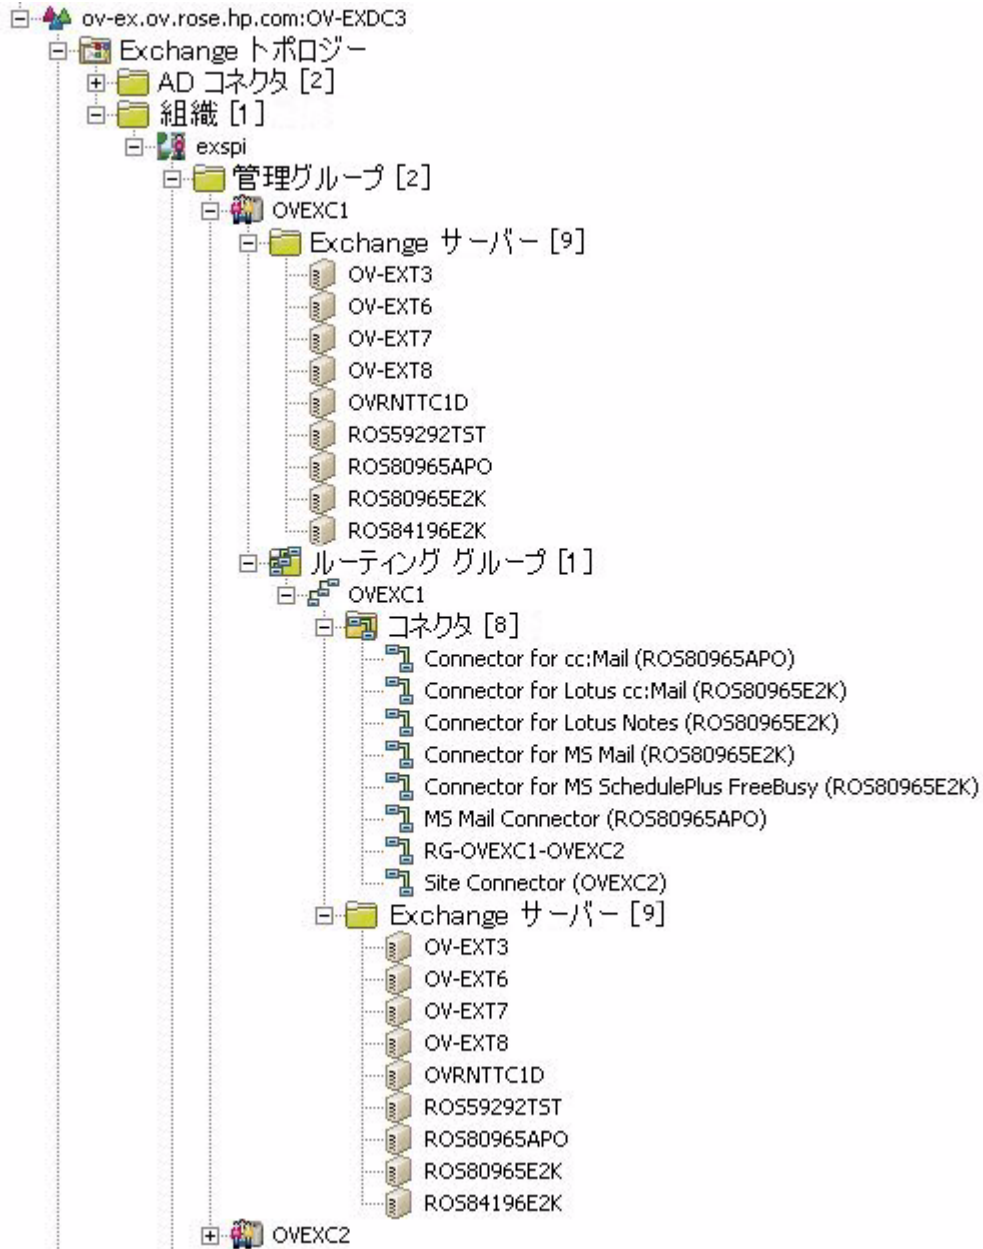 ov-ex.ov.rose.hp.com:OV-EXDC3
Exchange トポロジー
AD コネクタ [2]
組織 [1]
exspi
管理グループ [2]
OVEXC1
Exchange サーバー [9]
OV-EXT3
OV-EXT6
OV-EXT7
OV-EXT8
OVRNTTC1D
ROS59292TST
ROS80965APO
ROS80965E2K
ROS84196E2K
ルーティング グループ [1]
OVEXC1
コネクタ [8]
Connector for cc:Mail (ROS80965APO)
Connector for Lotus cc:Mail (ROS80965E2K)
Connector for Lotus Notes (ROS80965E2K)
Connector for MS Mail (ROS80965E2K)
Connector for MS SchedulePlus FreeBusy (ROS80965E2K)
MS Mail Connector (ROS80965APO)
RG-OVEXC1-OVEXC2
Site Connector (OVEXC2)
Exchange サーバー [9]
OV-EXT3
OV-EXT6
OV-EXT7
OV-EXT8
OVRNTTC1D
ROS59292TST
ROS80965APO
ROS80965E2K
ROS84196E2K
OVEXC2